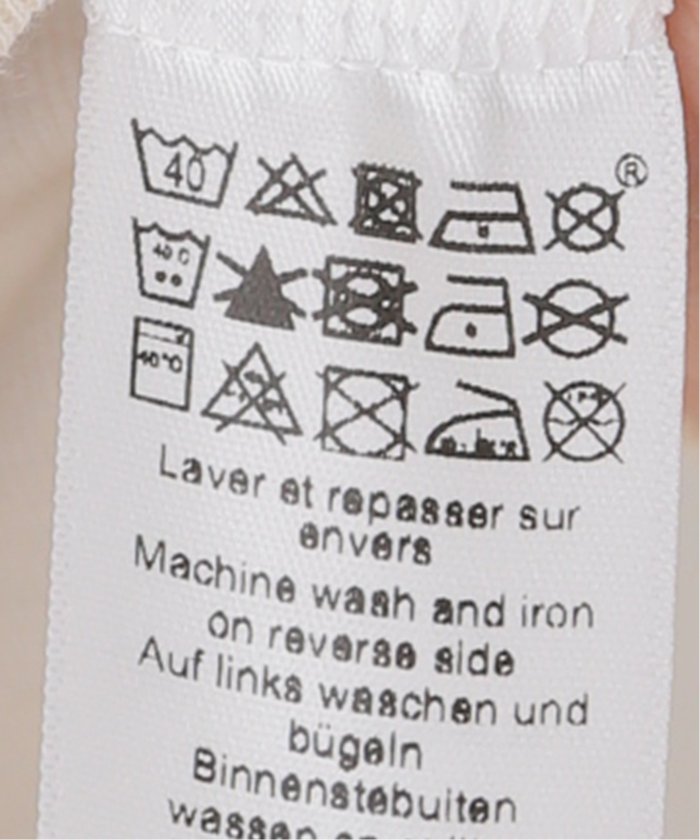 40
®
40 C
40°C
Laver et repasser sur
envers
Machine wash and iron
on reverse side
Auf links waschen und
bügeln
Binnenstebuiten
wassen